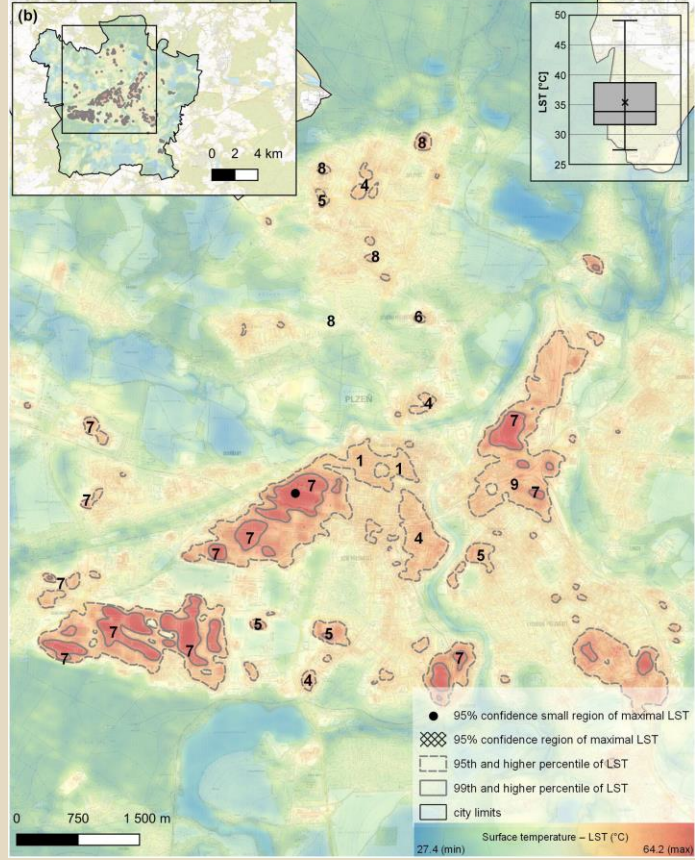 (b)
0 2 4 km
LST [°C]
50
45
40
35
30
25
8
8
4
5
8
8
6
PLZEŇ
4
7
7
1
1
7
9
7
7
7
7
4
5
7
5
5
7
7
7
4
7
95% confidence small region of maximal LST
95% confidence region of maximal LST
95th and higher percentile of LST
99th and higher percentile of LST
city limits
0 750 1 500 m
Surface temperature – LST (°C)
27.4 (min) 64.2 (max)